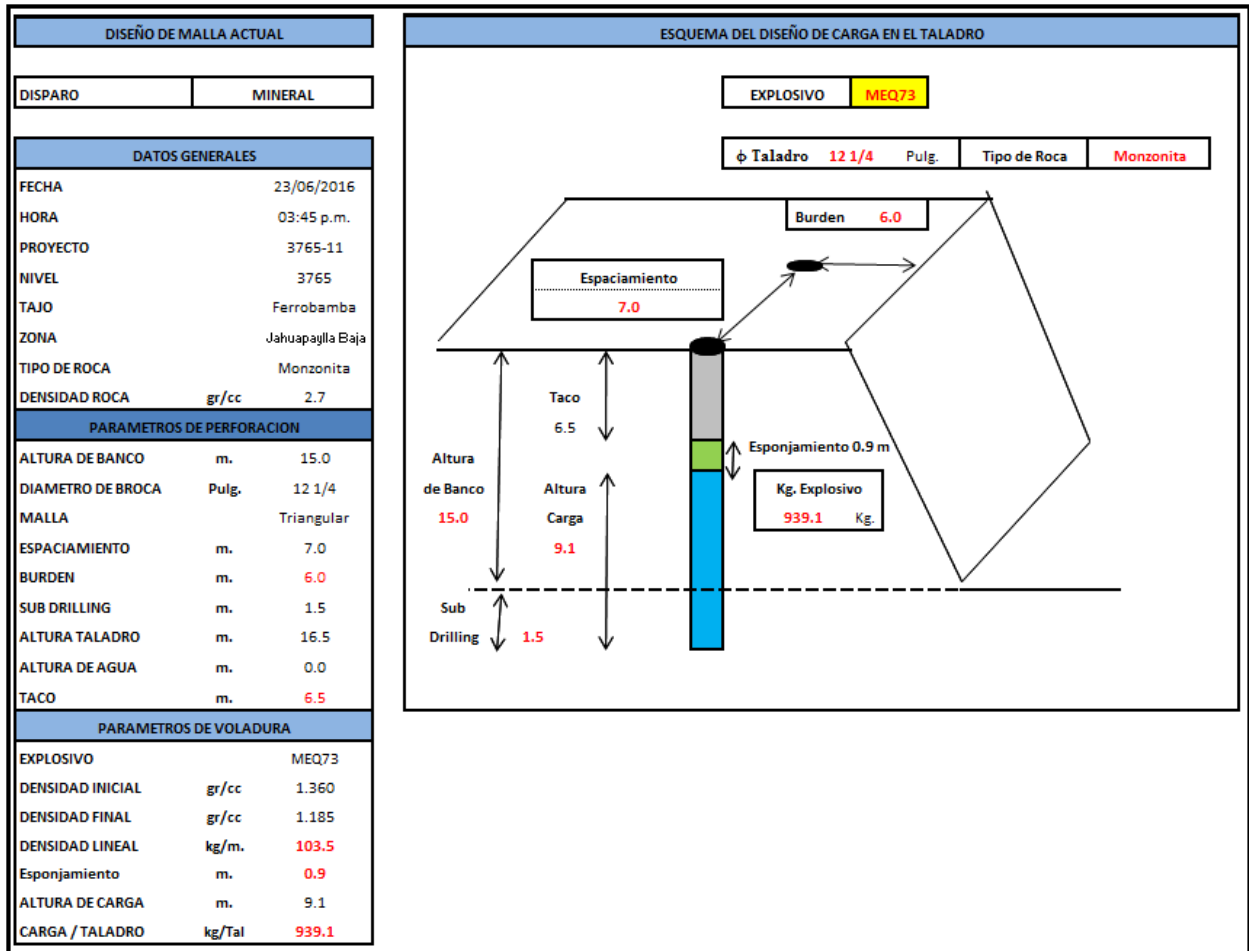 DISEÑO DE MALLA ACTUAL
DISPARO MINERAL
DATOS GENERALES
FECHA 23/06/2016
HORA 03:45 p.m.
PROYECTO 3765-11
NIVEL 3765
TAJO Ferrobamba
ZONA Jahuapaylla Baja
TIPO DE ROCA Monzonita
DENSIDAD ROCA gr/cc 2.7
PARAMETROS DE PERFORACION
ALTURA DE BANCO m. 15.0
DIAMETRO DE BROCA Pulg. 12 1/4
MALLA Triangular
ESPACIAMIENTO m. 7.0
BURDEN m. 6.0
SUB DRILLING m. 1.5
ALTURA TALADRO m. 16.5
ALTURA DE AGUA m. 0.0
TACO m. 6.5
PARAMETROS DE VOLADURA
EXPLOSIVO MEQ73
DENSIDAD INICIAL gr/cc 1.360
DENSIDAD FINAL gr/cc 1.185
DENSIDAD LINEAL kg/m. 103.5
Esponjamiento m. 0.9
ALTURA DE CARGA m. 9.1
CARGA / TALADRO kg/Tal 939.1
ESQUEMA DEL DISEÑO DE CARGA EN EL TALADRO
EXPLOSIVO MEQ73
ϕ Taladro 12 1/4 Pulg. Tipo de Roca Monzonita
Burden 6.0
Espaciamiento
7.0
Taco
6.5
Esponjamiento 0.9 m
Altura
de Banco
15.0
Altura
Carga
9.1
Kg. Explosivo
939.1 Kg.
Sub
Drilling 1.5